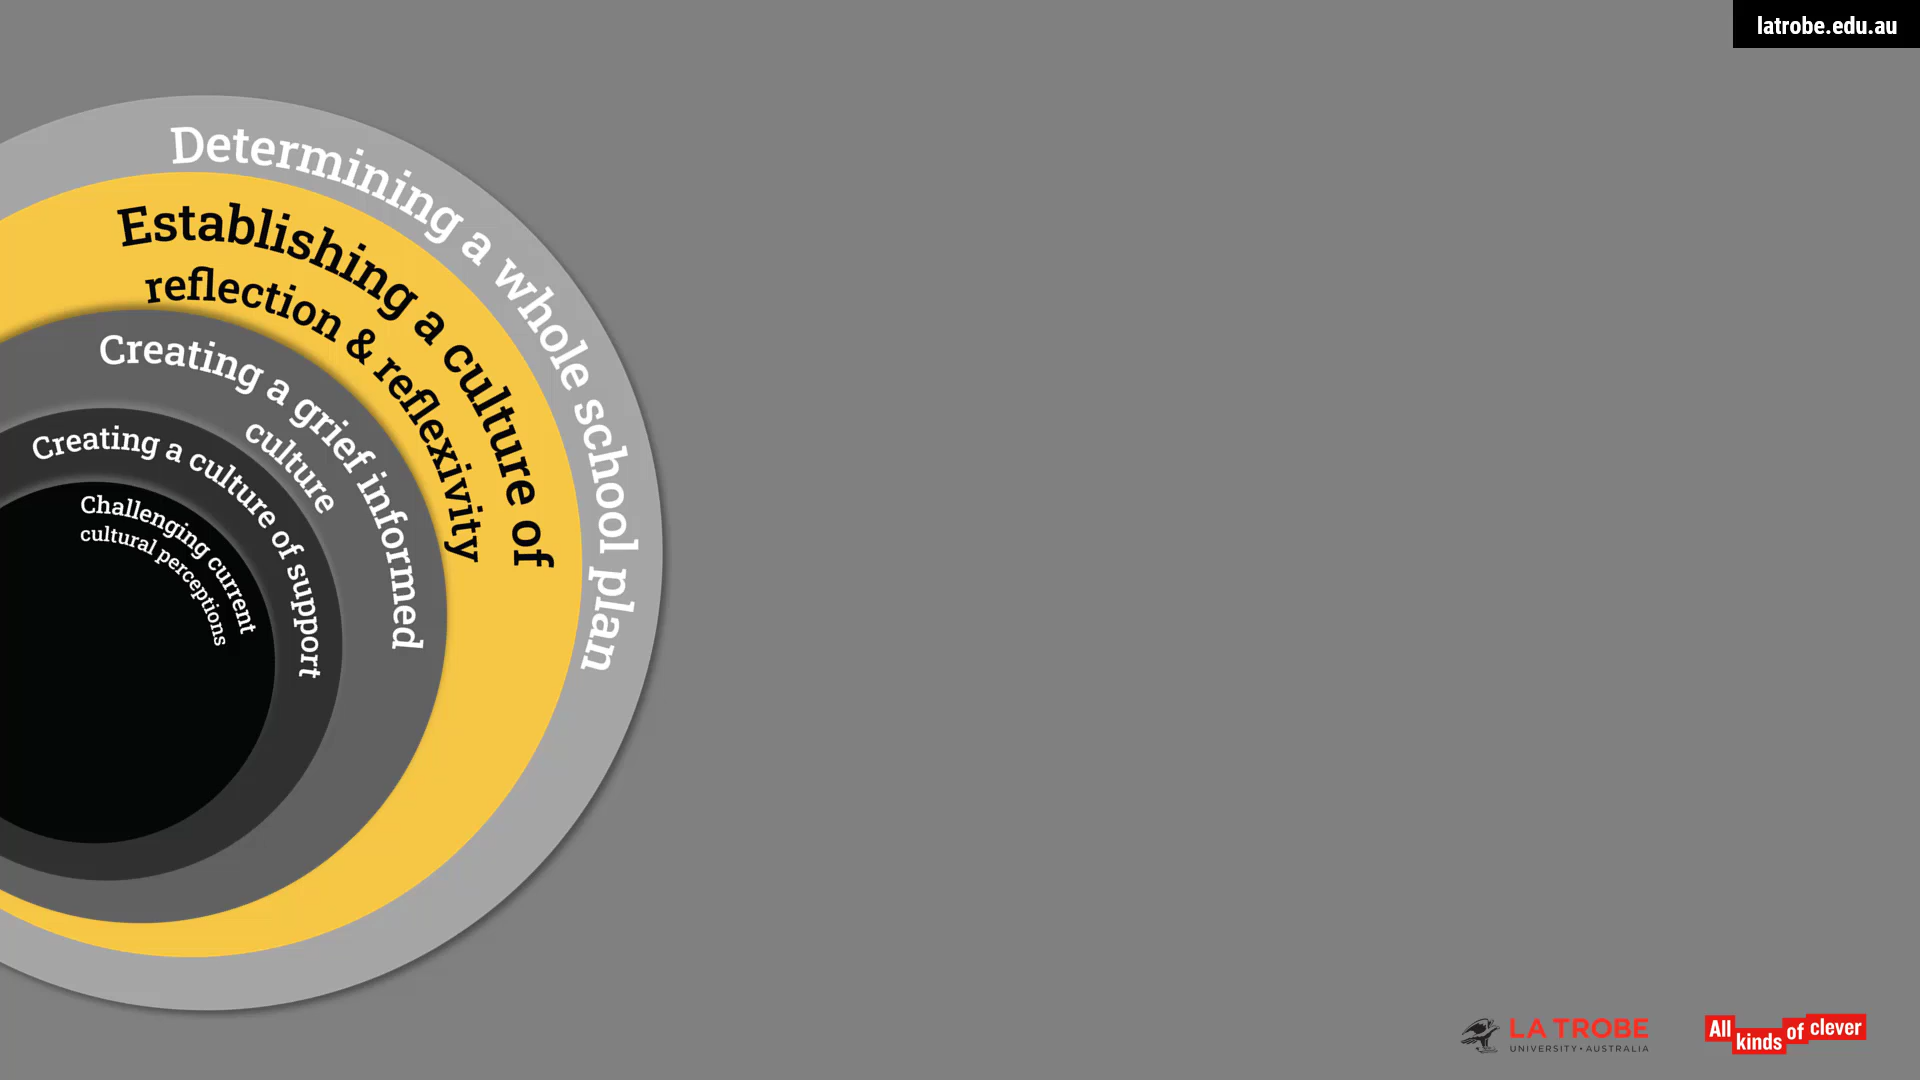 latrobe.edu.au
Determining a whole school plan
Establishing a culture of
reflection & reflexivity
Creating a grief informed
culture
Creating a culture of support
Challenging current
cultural perceptions
LA TROBE
UNIVERSITY • AUSTRALIA
All kinds of clever